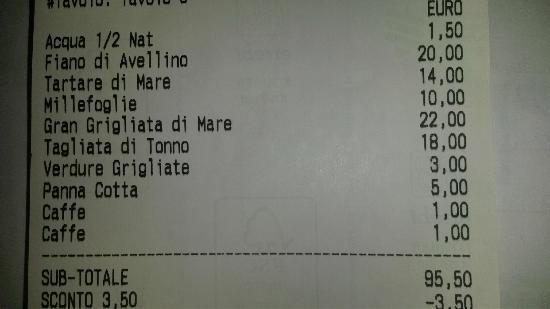 #Tavolo: Tavolo
EURO
Acqua 1/2 Nat 1,50
Fiano di Avellino 20,00
Tartare di Mare 14,00
Millefoglie 10,00
Gran Grigliata di Mare 22,00
Tagliata di Tonno 18,00
Verdure Grigliate 3,00
Panna Cotta 5,00
Caffe 1,00
Caffe 1,00
SUB-TOTALE 95,50
SCONTO 3,50 -3,50